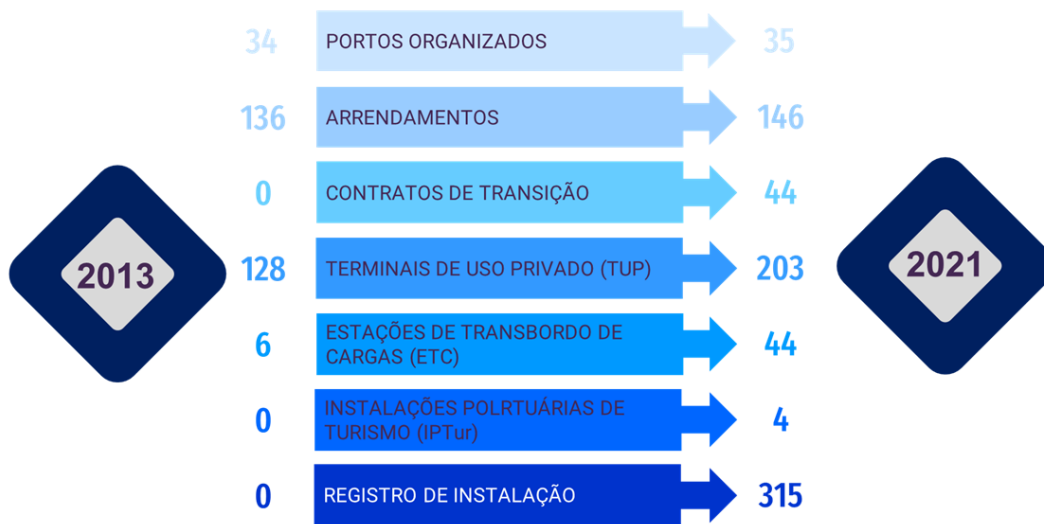 34 PORTOS ORGANIZADOS 35
136 ARRENDAMENTOS 146
0 CONTRATOS DE TRANSIÇÃO 44
2013
128 TERMINAIS DE USO PRIVADO (TUP) 203
2021
6 ESTAÇÕES DE TRANSBORDO DE
CARGAS (ETC) 44
0 INSTALAÇÕES POLRTUÁRIAS DE
TURISMO (IPTur) 4
0 REGISTRO DE INSTALAÇÃO 315